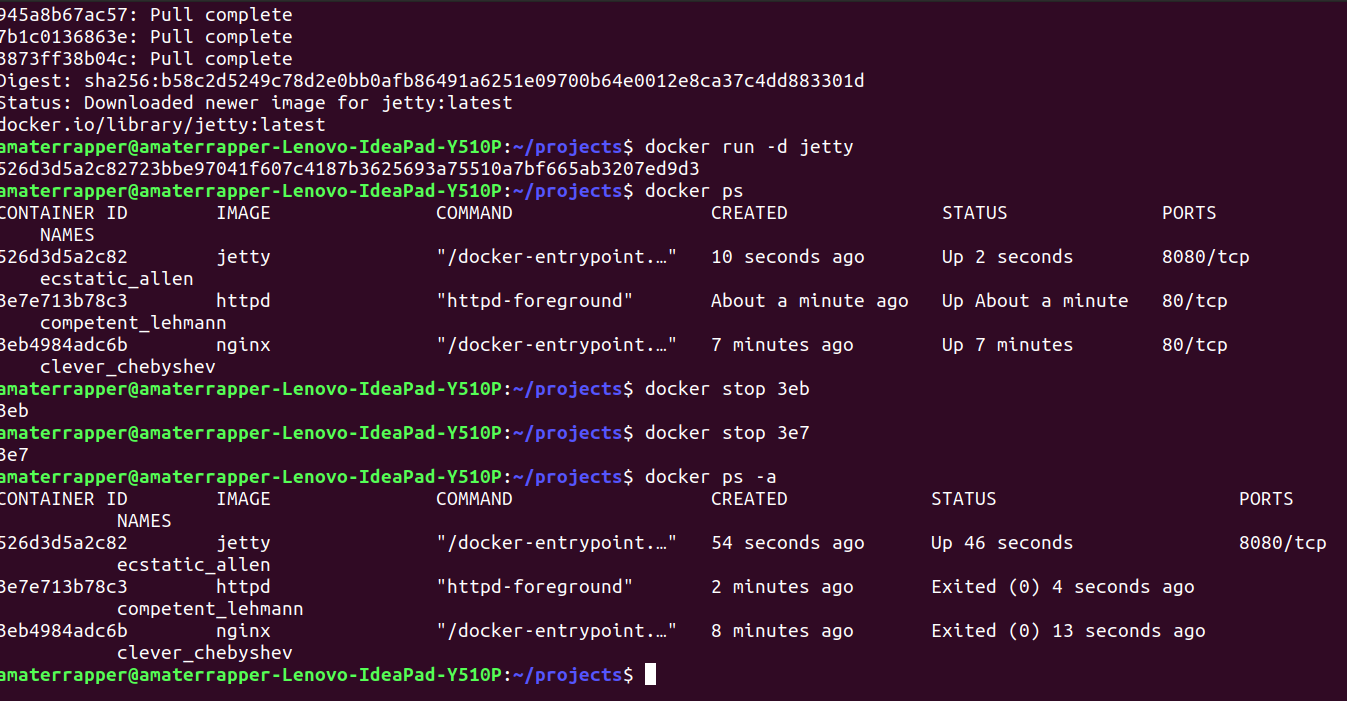 945a8b67ac57: Pull complete
7b1c0136863e: Pull complete
3873ff38b04c: Pull complete
Digest: sha256:b58c2d5249c78d2e0bb0afb86491a6251e09700b64e0012e8ca37c4dd883301d
Status: Downloaded newer image for jetty:latest
docker.io/library/jetty:latest
amaterrapper@amaterrapper-Lenovo-IdeaPad-Y510P:~/projects$ docker run -d jetty
526d3d5a2c82723bbe97041f607c4187b3625693a75510a7bf665ab3207ed9d3
amaterrapper@amaterrapper-Lenovo-IdeaPad-Y510P:~/projects$ docker ps
CONTAINER ID        IMAGE               COMMAND                  CREATED              STATUS              PORTS
    NAMES
526d3d5a2c82        jetty               "/docker-entrypoint.…"   10 seconds ago       Up 2 seconds        8080/tcp
    ecstatic_allen
3e7e713b78c3        httpd               "httpd-foreground"       About a minute ago   Up About a minute   80/tcp
    competent_lehmann
3eb4984adc6b        nginx               "/docker-entrypoint.…"   7 minutes ago        Up 7 minutes        80/tcp
    clever_chebyshev
amaterrapper@amaterrapper-Lenovo-IdeaPad-Y510P:~/projects$ docker stop 3eb
3eb
amaterrapper@amaterrapper-Lenovo-IdeaPad-Y510P:~/projects$ docker stop 3e7
3e7
amaterrapper@amaterrapper-Lenovo-IdeaPad-Y510P:~/projects$ docker ps -a
CONTAINER ID        IMAGE               COMMAND                  CREATED             STATUS                      PORTS
           NAMES
526d3d5a2c82        jetty               "/docker-entrypoint.…"   54 seconds ago      Up 46 seconds               8080/tcp
           ecstatic_allen
3e7e713b78c3        httpd               "httpd-foreground"       2 minutes ago       Exited (0) 4 seconds ago
           competent_lehmann
3eb4984adc6b        nginx               "/docker-entrypoint.…"   8 minutes ago       Exited (0) 13 seconds ago
           clever_chebyshev
amaterrapper@amaterrapper-Lenovo-IdeaPad-Y510P:~/projects$